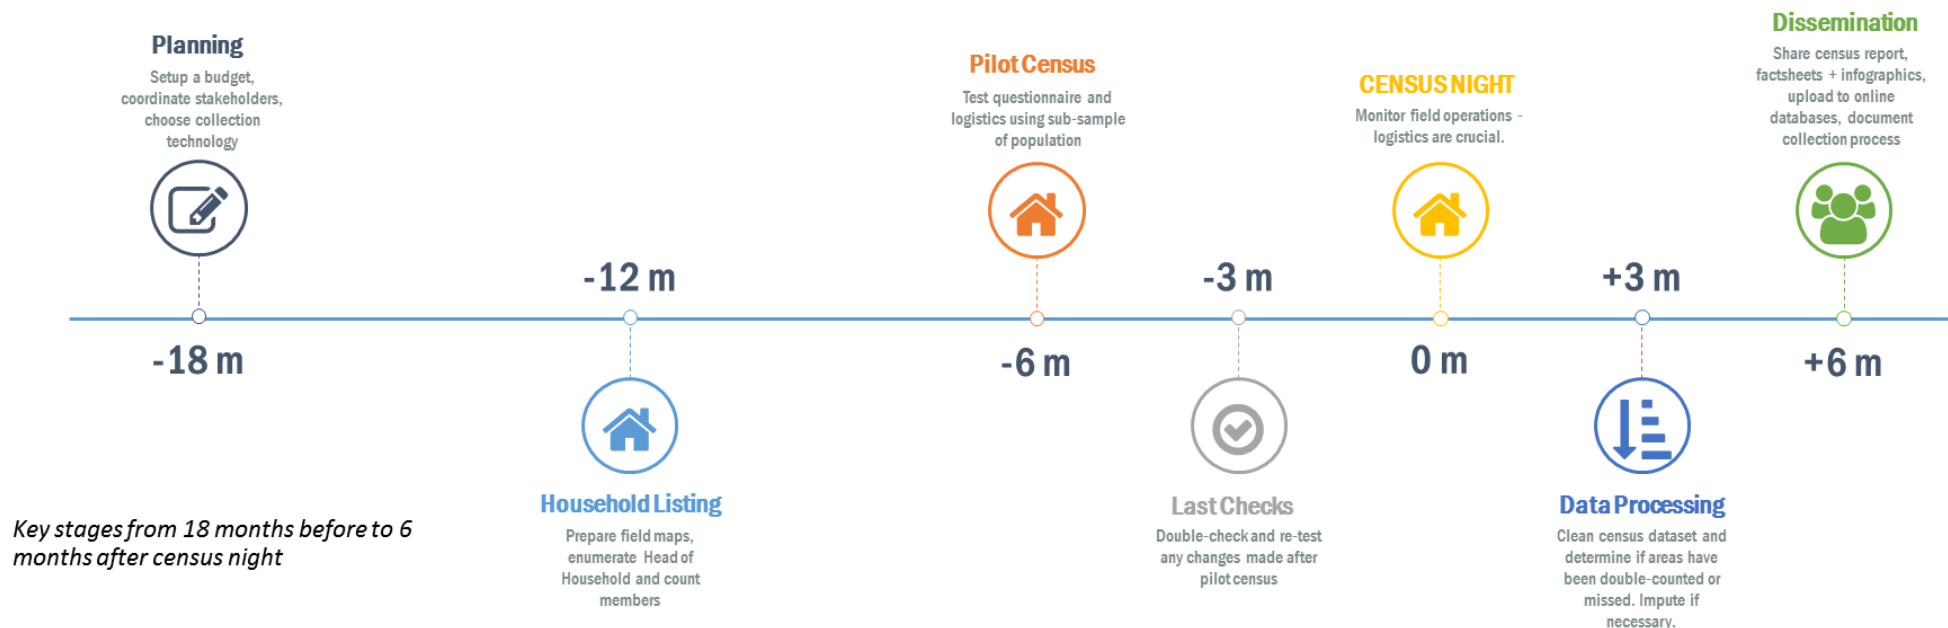 Planning
Setup a budget,
coordinate stakeholders,
choose collection
technology
-18 m
-12 m
Household Listing
Prepare field maps,
enumerate Head of
Household and count
members
Pilot Census
Test questionnaire and
logistics using sub-sample
of population
-6 m
-3 m
Last Checks
Double-check and re-test
any changes made after
pilot census
CENSUS NIGHT
Monitor field operations -
logistics are crucial.
0 m
+3 m
Data Processing
Clean census dataset and
determine if areas have
been double-counted or
missed. Impute if
necessary.
Dissemination
Share census report,
factsheets + infographics,
upload to online
databases, document
collection process
+6 m
Key stages from 18 months before to 6
months after census night